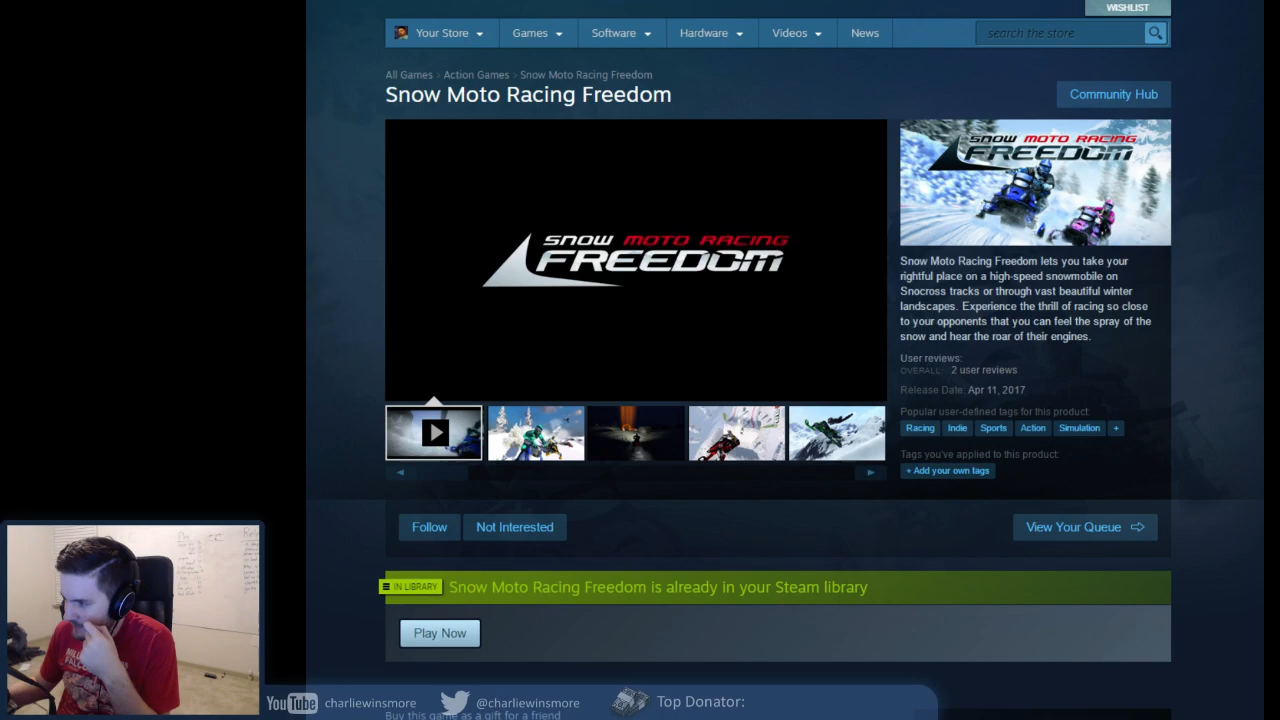 WISHLIST
Your Store Games Software Hardware Videos News search the store
All Games > Action Games > Snow Moto Racing Freedom
Snow Moto Racing Freedom
Community Hub
SNOW MOTO RACING
FREEDOM
SNOW MOTO RACING
FREEDOM
Snow Moto Racing Freedom lets you take your
rightful place on a high-speed snowmobile on
Snocross tracks or through vast beautiful winter
landscapes. Experience the thrill of racing so close
to your opponents that you can feel the spray of the
snow and hear the roar of their engines.
User reviews:
OVERALL: 2 user reviews
Release Date: Apr 11, 2017
Popular user-defined tags for this product:
Racing Indie Sports Action Simulation +
Tags you've applied to this product:
+ Add your own tags
Follow Not Interested View Your Queue
IN LIBRARY Snow Moto Racing Freedom is already in your Steam library
Play Now
YouTube charliewinsmore @charliewinsmore Top Donator:
Buy this game as a gift for a friend